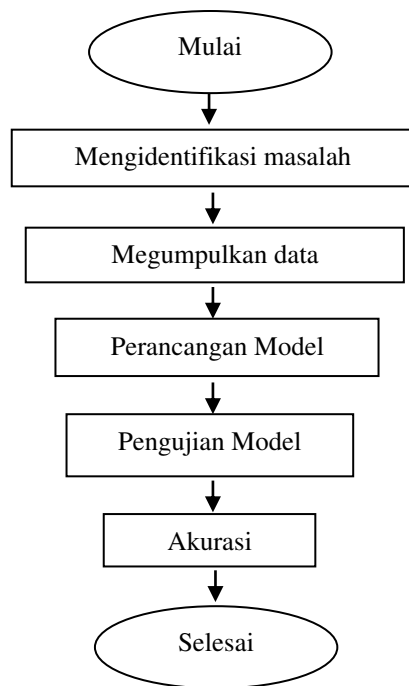 Mulai
Mengidentifikasi masalah
Megumpulkan data
Perancangan Model
Pengujian Model
Akurasi
Selesai